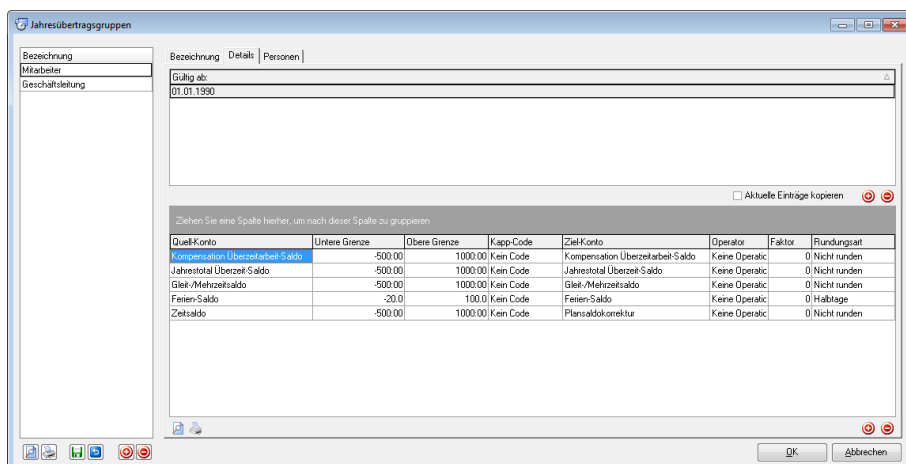 Jahresübertragsgruppen
Bezeichnung
Mitarbeiter
Geschäftsleitung
Bezeichnung Details Personen
Gültig ab:
01.01.1990
Aktuelle Einträge kopieren
Ziehen Sie eine Spalte hierher, um nach dieser Spalte zu gruppieren
Quell-Konto Untere Grenze Obere Grenze Kapp-Code Ziel-Konto Operator Faktor Rundungsart
Kompensation Überzeitarbeit-Saldo -500:00 1000:00 Kein Code Kompensation Überzeitarbeit-Saldo Keine Operatic 0 Nicht runden
Jahrestotal Überzeit-Saldo -500:00 1000:00 Kein Code Jahrestotal Überzeit-Saldo Keine Operatic 0 Nicht runden
Gleit-/Mehrzeitsaldo -500:00 1000:00 Kein Code Gleit-/Mehrzeitsaldo Keine Operatic 0 Nicht runden
Ferien-Saldo -20.0 100.0 Kein Code Ferien-Saldo Keine Operatic 0 Halbtage
Zeitsaldo -500:00 1000:00 Kein Code Plansaldokorrektur Keine Operatic 0 Nicht runden
OK Abbrechen